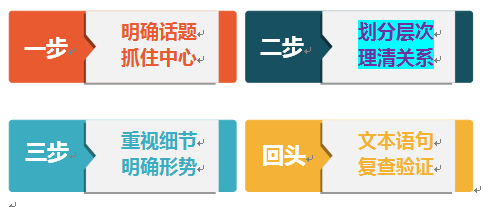 一步
明确话题
抓住中心
二步
划分层次
理清关系
三步
重视细节
明确形势
回头
文本语句
复查验证